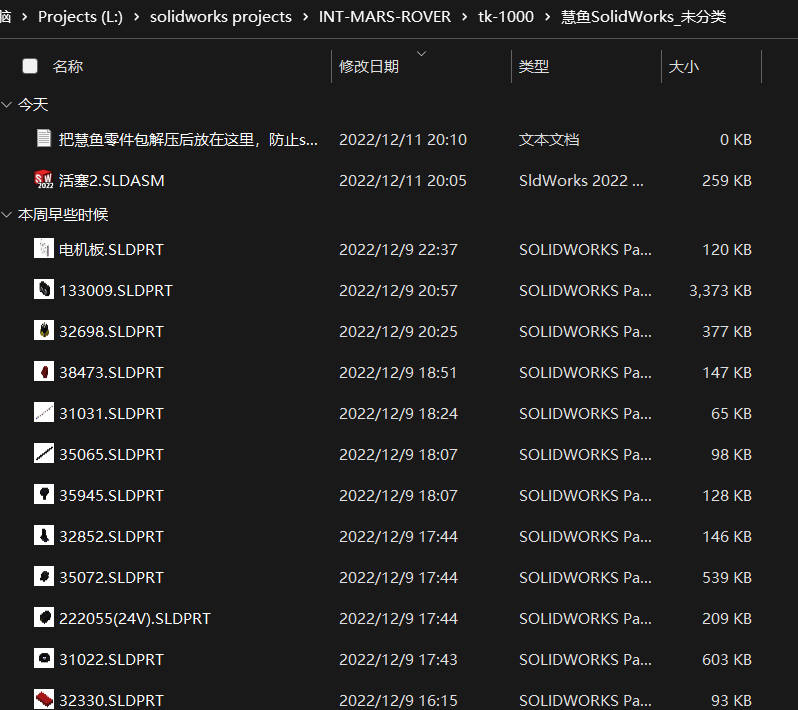 脑 › Projects (L:) › solidworks projects › INT-MARS-ROVER › tk-1000 › 慧鱼SolidWorks_未分类
名称 修改日期 类型 大小
今天
把慧鱼零件包解压后放在这里，防止s... 2022/12/11 20:10 文本文档 0 KB
活塞2.SLDASM 2022/12/11 20:05 SldWorks 2022 ... 259 KB
本周早些时候
电机板.SLDPRT 2022/12/9 22:37 SOLIDWORKS Pa... 120 KB
133009.SLDPRT 2022/12/9 20:57 SOLIDWORKS Pa... 3,373 KB
32698.SLDPRT 2022/12/9 20:25 SOLIDWORKS Pa... 377 KB
38473.SLDPRT 2022/12/9 18:51 SOLIDWORKS Pa... 147 KB
31031.SLDPRT 2022/12/9 18:24 SOLIDWORKS Pa... 65 KB
35065.SLDPRT 2022/12/9 18:07 SOLIDWORKS Pa... 98 KB
35945.SLDPRT 2022/12/9 18:07 SOLIDWORKS Pa... 128 KB
32852.SLDPRT 2022/12/9 17:44 SOLIDWORKS Pa... 146 KB
35072.SLDPRT 2022/12/9 17:44 SOLIDWORKS Pa... 539 KB
222055(24V).SLDPRT 2022/12/9 17:44 SOLIDWORKS Pa... 209 KB
31022.SLDPRT 2022/12/9 17:43 SOLIDWORKS Pa... 603 KB
32330.SLDPRT 2022/12/9 16:15 SOLIDWORKS Pa... 93 KB